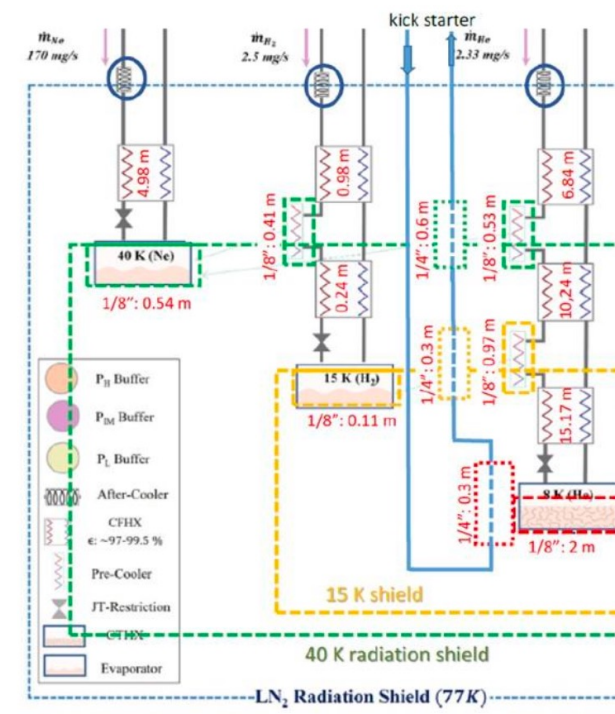 kick starter
ṁNe
170 mg/s
ṁH2
2.5 mg/s
ṁHe
2.33 mg/s
4.98 m
0.98 m
6.84 m
1/8": 0.41 m
1/4": 0.6 m
1/8": 0.53 m
40 K (Ne)
1/8": 0.54 m
0.24 m
10,24 m
1/4": 0.3 m
1/8": 0.97 m
15 K (H₂)
1/8": 0.11 m
15.17 m
1/4": 0.3 m
8 K (He)
1/8": 2 m
PH Buffer
PIM Buffer
PL Buffer
After-Cooler
CFHX
ε: ~97-99.5 %
Pre-Cooler
JT-Restriction
CTHX
Evaporator
15 K shield
40 K radiation shield
LN₂ Radiation Shield (77K)